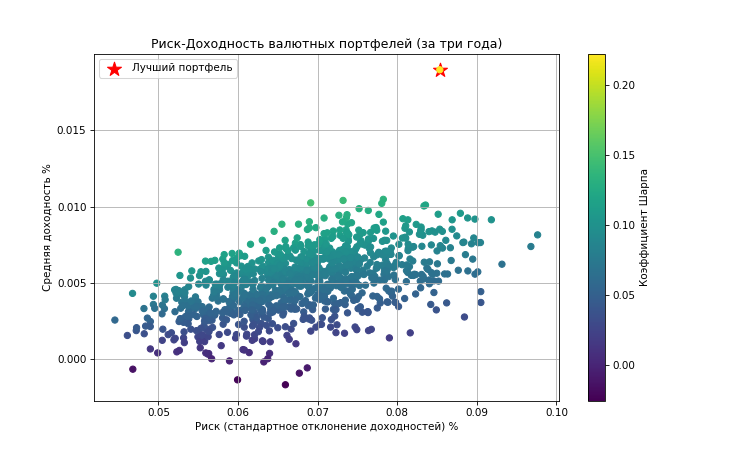 Риск-Доходность валютных портфелей (за три года)
Лучший портфель
Средняя доходность %
0.015
0.010
0.005
0.000
0.05 0.06 0.07 0.08 0.09 0.10
Риск (стандартное отклонение доходностей) %
0.20
0.15
0.10
0.05
0.00
Коэффициент Шарпа